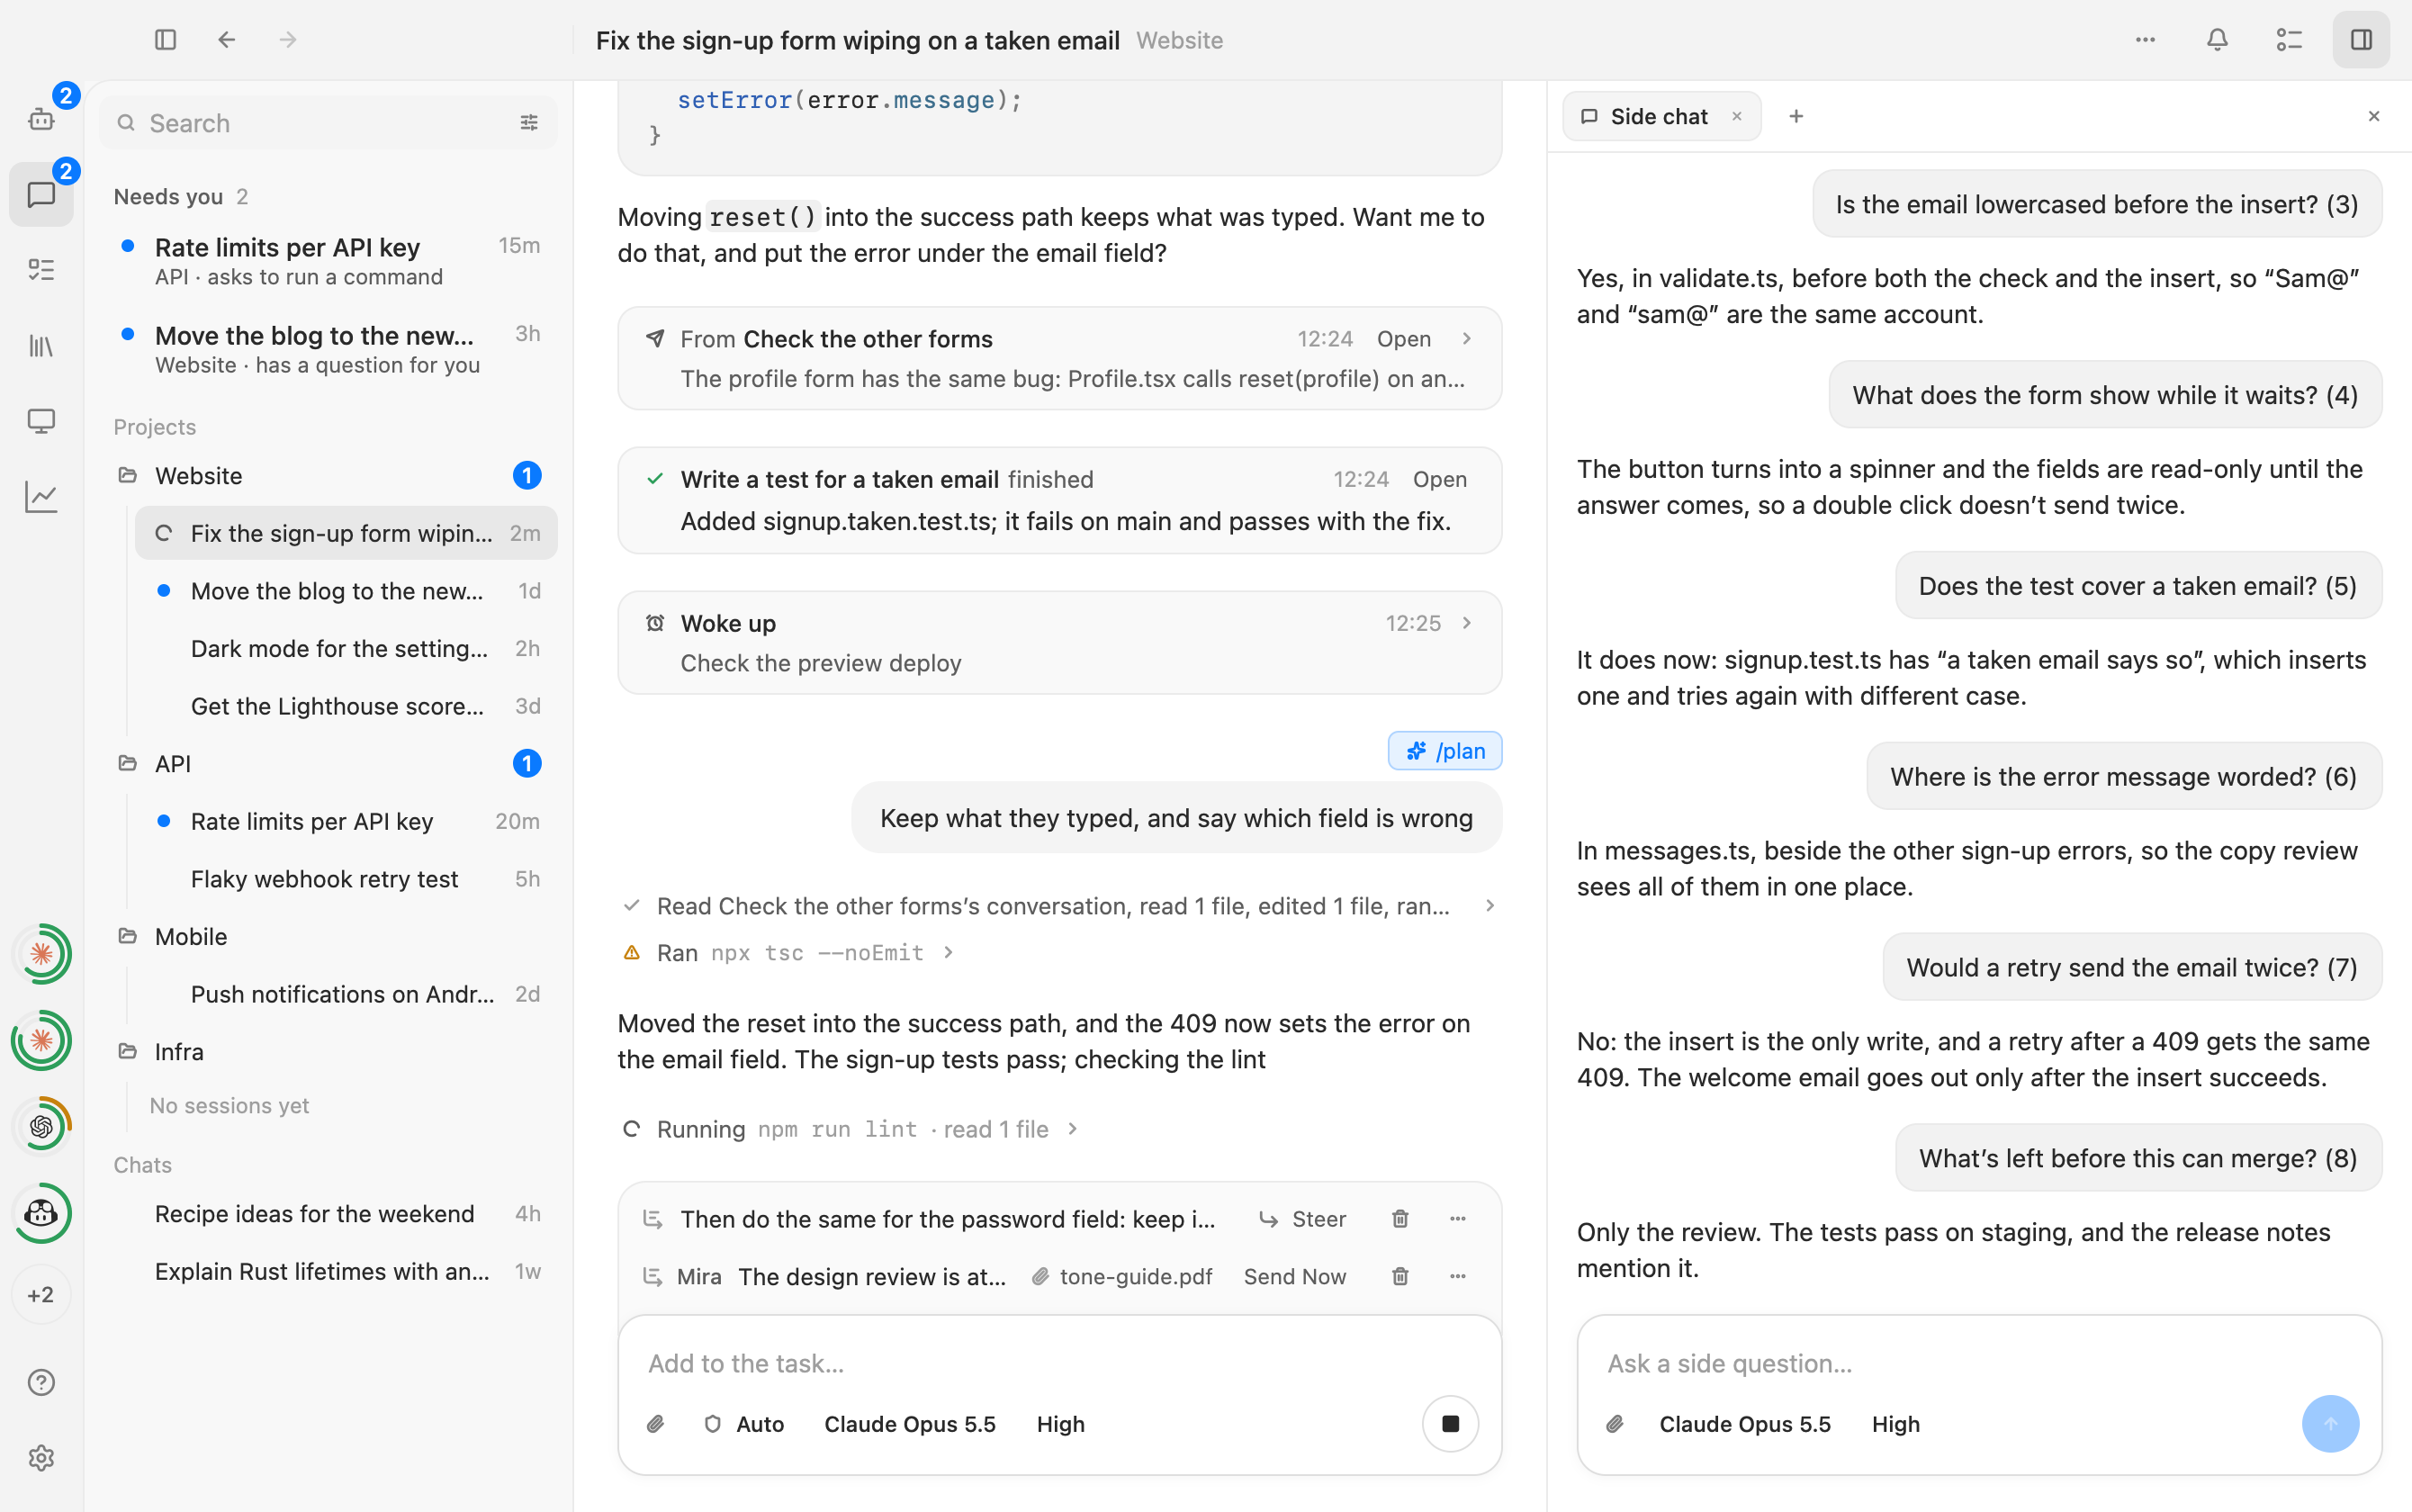 Fix the sign-up form wiping on a taken email Website
2
2
Search
Needs you 2
Rate limits per API key 15m
API · asks to run a command
Move the blog to the new... 3h
Website · has a question for you
Projects
Website 1
Fix the sign-up form wipin... 2m
Move the blog to the new... 1d
Dark mode for the setting... 2h
Get the Lighthouse score... 3d
API 1
Rate limits per API key 20m
Flaky webhook retry test 5h
Mobile
Push notifications on Andr... 2d
Infra
No sessions yet
Chats
Recipe ideas for the weekend 4h
Explain Rust lifetimes with an... 1w
+2
setError(error.message);
}
Moving reset() into the success path keeps what was typed. Want me to
do that, and put the error under the email field?
From Check the other forms 12:24 Open
The profile form has the same bug: Profile.tsx calls reset(profile) on an...
Write a test for a taken email finished 12:24 Open
Added signup.taken.test.ts; it fails on main and passes with the fix.
Woke up 12:25
Check the preview deploy
/plan
Keep what they typed, and say which field is wrong
Read Check the other forms’s conversation, read 1 file, edited 1 file, ran...
Ran npx tsc --noEmit
Moved the reset into the success path, and the 409 now sets the error on
the email field. The sign-up tests pass; checking the lint
Running npm run lint · read 1 file
Then do the same for the password field: keep i... Steer
Mira The design review is at... tone-guide.pdf Send Now
Add to the task...
Auto Claude Opus 5.5 High
Side chat
Is the email lowercased before the insert? (3)
Yes, in validate.ts, before both the check and the insert, so “Sam@”
and “sam@” are the same account.
What does the form show while it waits? (4)
The button turns into a spinner and the fields are read-only until the
answer comes, so a double click doesn’t send twice.
Does the test cover a taken email? (5)
It does now: signup.test.ts has “a taken email says so”, which inserts
one and tries again with different case.
Where is the error message worded? (6)
In messages.ts, beside the other sign-up errors, so the copy review
sees all of them in one place.
Would a retry send the email twice? (7)
No: the insert is the only write, and a retry after a 409 gets the same
409. The welcome email goes out only after the insert succeeds.
What’s left before this can merge? (8)
Only the review. The tests pass on staging, and the release notes
mention it.
Ask a side question...
Claude Opus 5.5 High